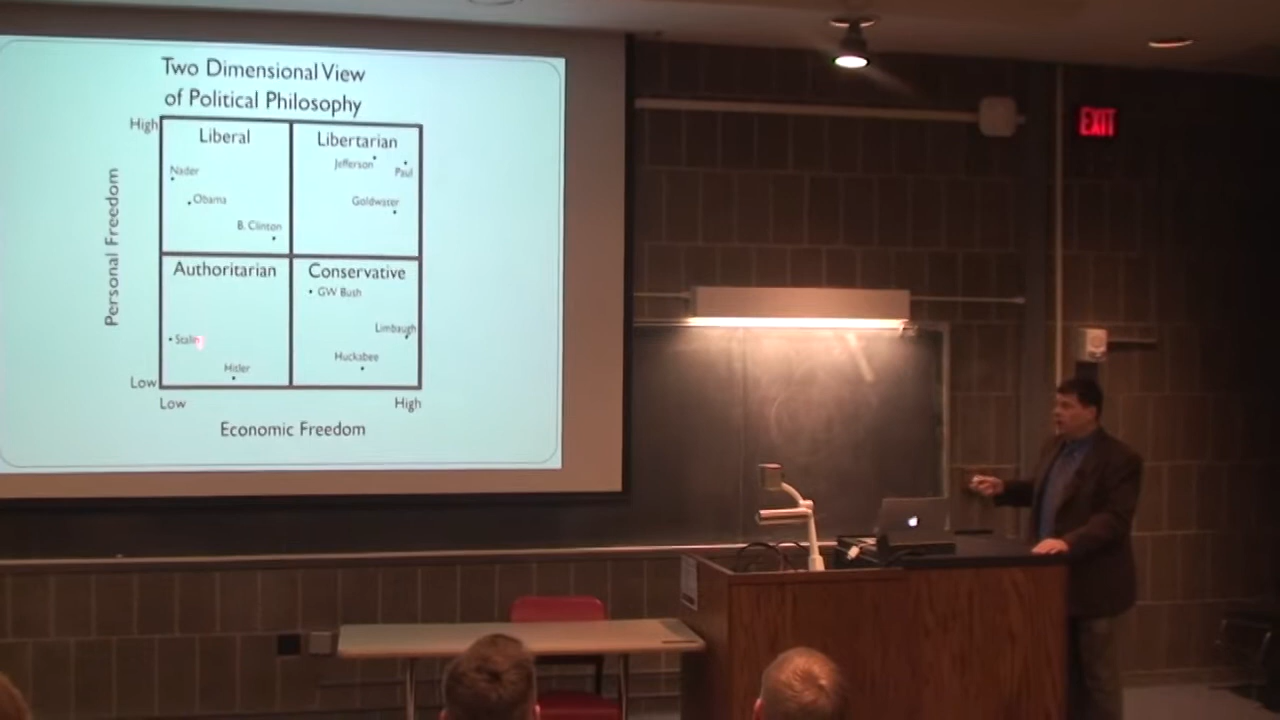 Two Dimensional View
of Political Philosophy
High
Liberal
Libertarian
Jefferson
Paul
Nader
Obama
Goldwater
B. Clinton
Personal Freedom
Authoritarian
Conservative
GW Bush
Limbaugh
Stalin
Huckabee
Hitler
Low
Low
High
Economic Freedom
EXIT